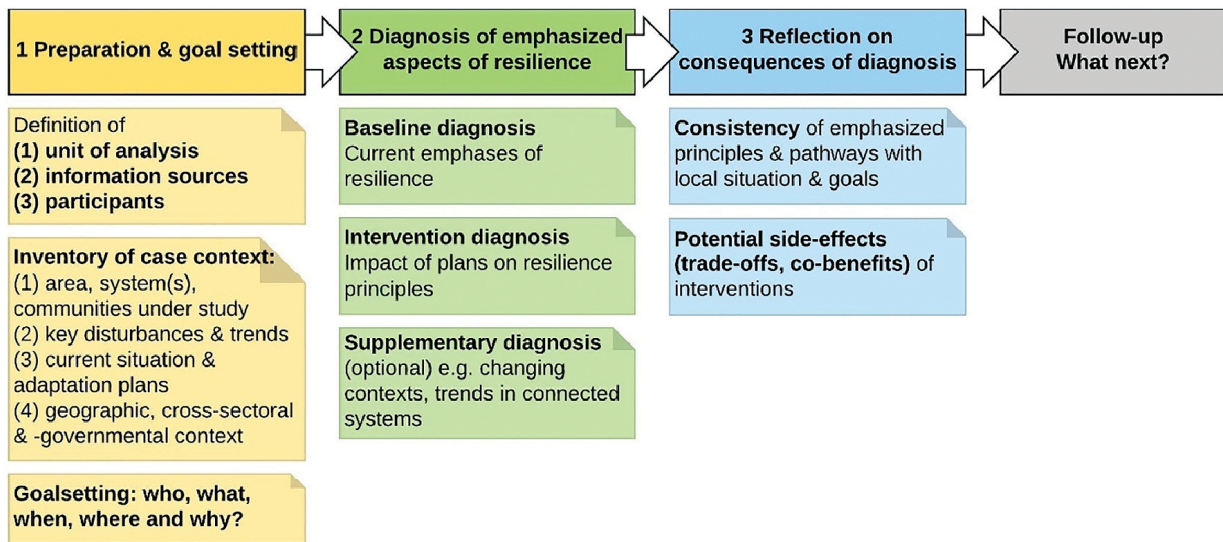 1 Preparation & goal setting
2 Diagnosis of emphasized
aspects of resilience
3 Reflection on
consequences of diagnosis
Follow-up
What next?
Definition of
(1) unit of analysis
(2) information sources
(3) participants
Inventory of case context:
(1) area, system(s),
communities under study
(2) key disturbances & trends
(3) current situation &
adaptation plans
(4) geographic, cross-sectoral
& -governmental context
Goalsetting: who, what,
when, where and why?
Baseline diagnosis
Current emphases of
resilience
Intervention diagnosis
Impact of plans on resilience
principles
Supplementary diagnosis
(optional) e.g. changing
contexts, trends in connected
systems
Consistency of emphasized
principles & pathways with
local situation & goals
Potential side-effects
(trade-offs, co-benefits) of
interventions